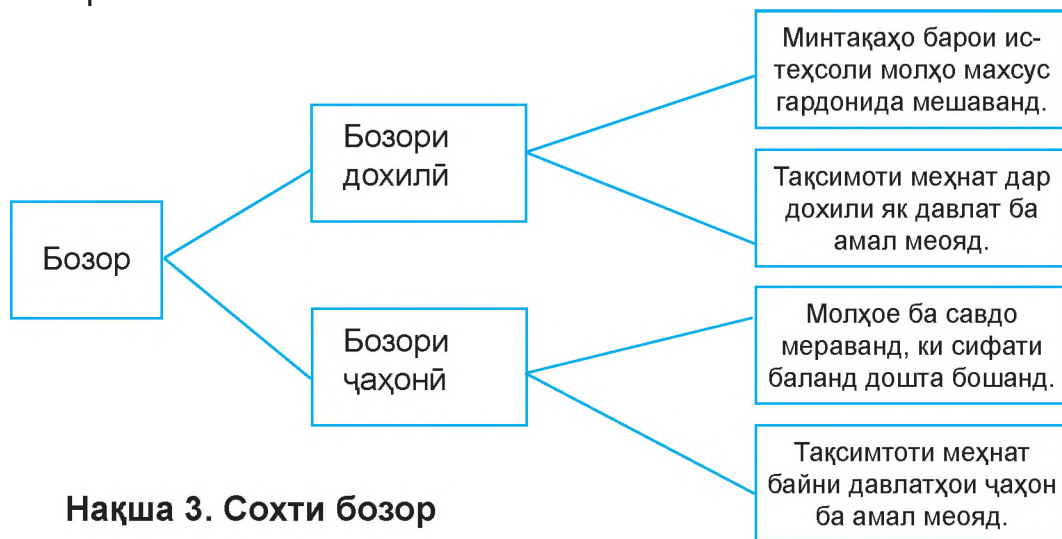 Бозор
Бозори
дохилӣ
Бозори
ҷаҳонӣ
Минтақаҳо барои ис-
теҳсоли молҳо махсус
гардонида мешаванд.
Тақсимоти меҳнат дар
дохили як давлат ба
амал меояд.
Молҳое ба савдо
мераванд, ки сифати
баланд дошта бошанд.
Тақсимтоти меҳнат
байни давлатҳои ҷаҳон
ба амал меояд.
Нақша 3. Сохти бозор